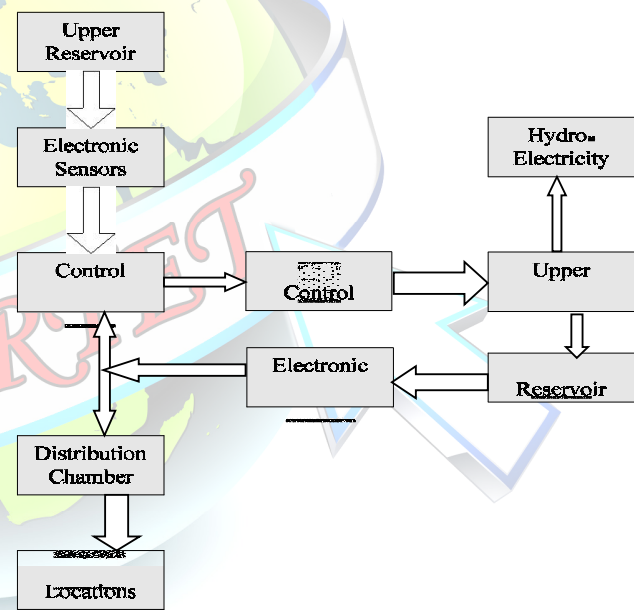 Upper
Reservoir
Electronic
Sensors
Hydro-
Electricity
Control
Control
Upper
Electronic
Reservoir
Distribution
Chamber
Locations